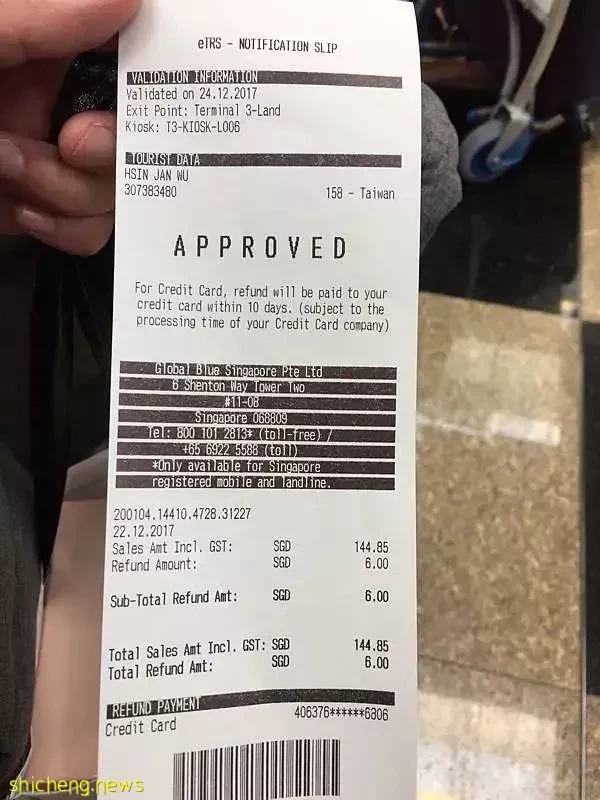 eTRS - NOTIFICATION SLIP
VALIDATION INFORMATION
Validated on 24.12.2017
Exit Point: Terminal 3-Land
Kiosk: T3-KIOSK-L006
TOURIST DATA
HSIN JAN WU
307383480 158 - Taiwan
APPROVED
For Credit Card, refund will be paid to your
credit card within 10 days. (subject to the
processing time of your Credit Card company)
Global Blue Singapore Pte Ltd
6 Shenton Way Tower Two
#11-08
Singapore 068809
Tel: 800 101 2813* (toll-free) /
+65 6922 5588 (toll)
*Only available for Singapore
registered mobile and landline.
200104.14410.4728.31227
22.12.2017
Sales Amt Incl. GST: SGD 144.85
Refund Amount: SGD 6.00
Sub-Total Refund Amt: SGD 6.00
Total Sales Amt Incl. GST: SGD 144.85
Total Refund Amt: SGD 6.00
REFUND PAYMENT
Credit Card 406376******6806
shicheng.news